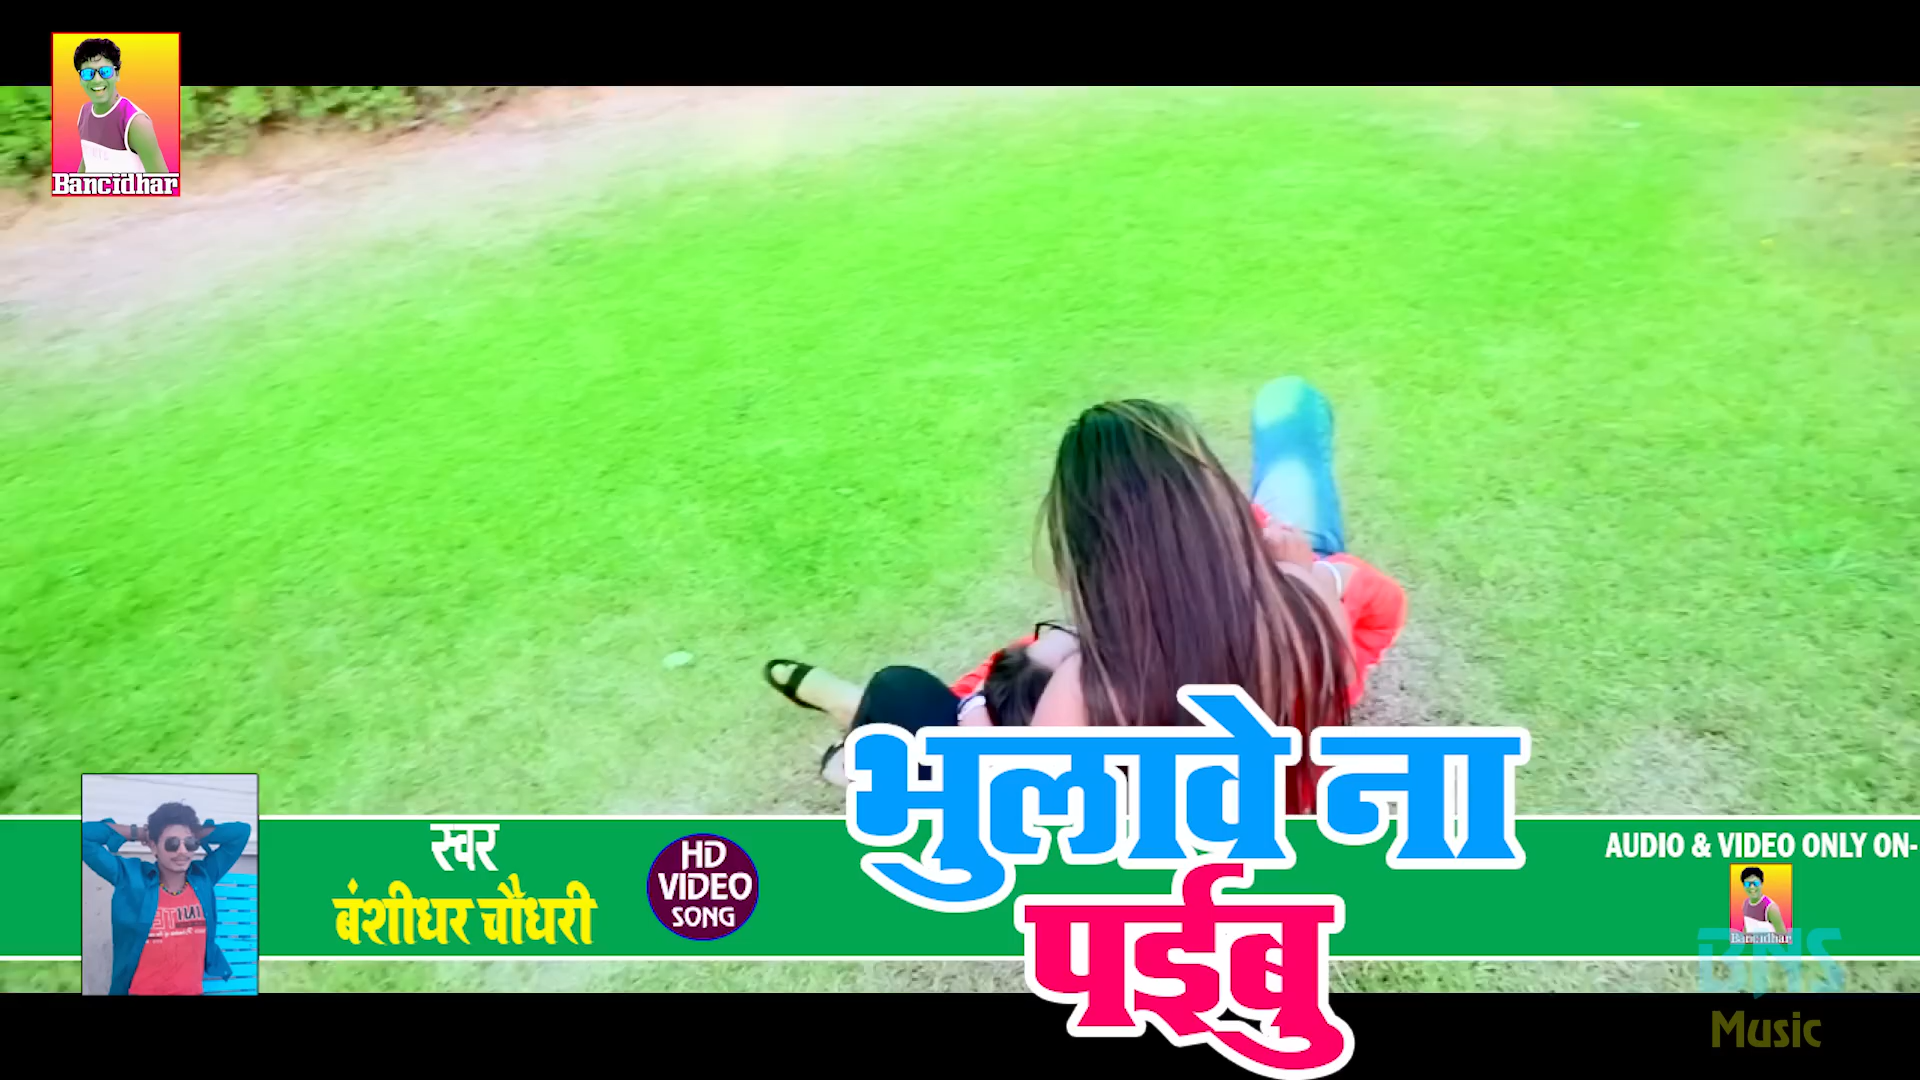 Bancidhar
स्वर
बंशीधर चौधरी
HD
VIDEO
SONG
भुलावे ना
पईबु
AUDIO & VIDEO ONLY ON-
Bancidhar
BNS
Music